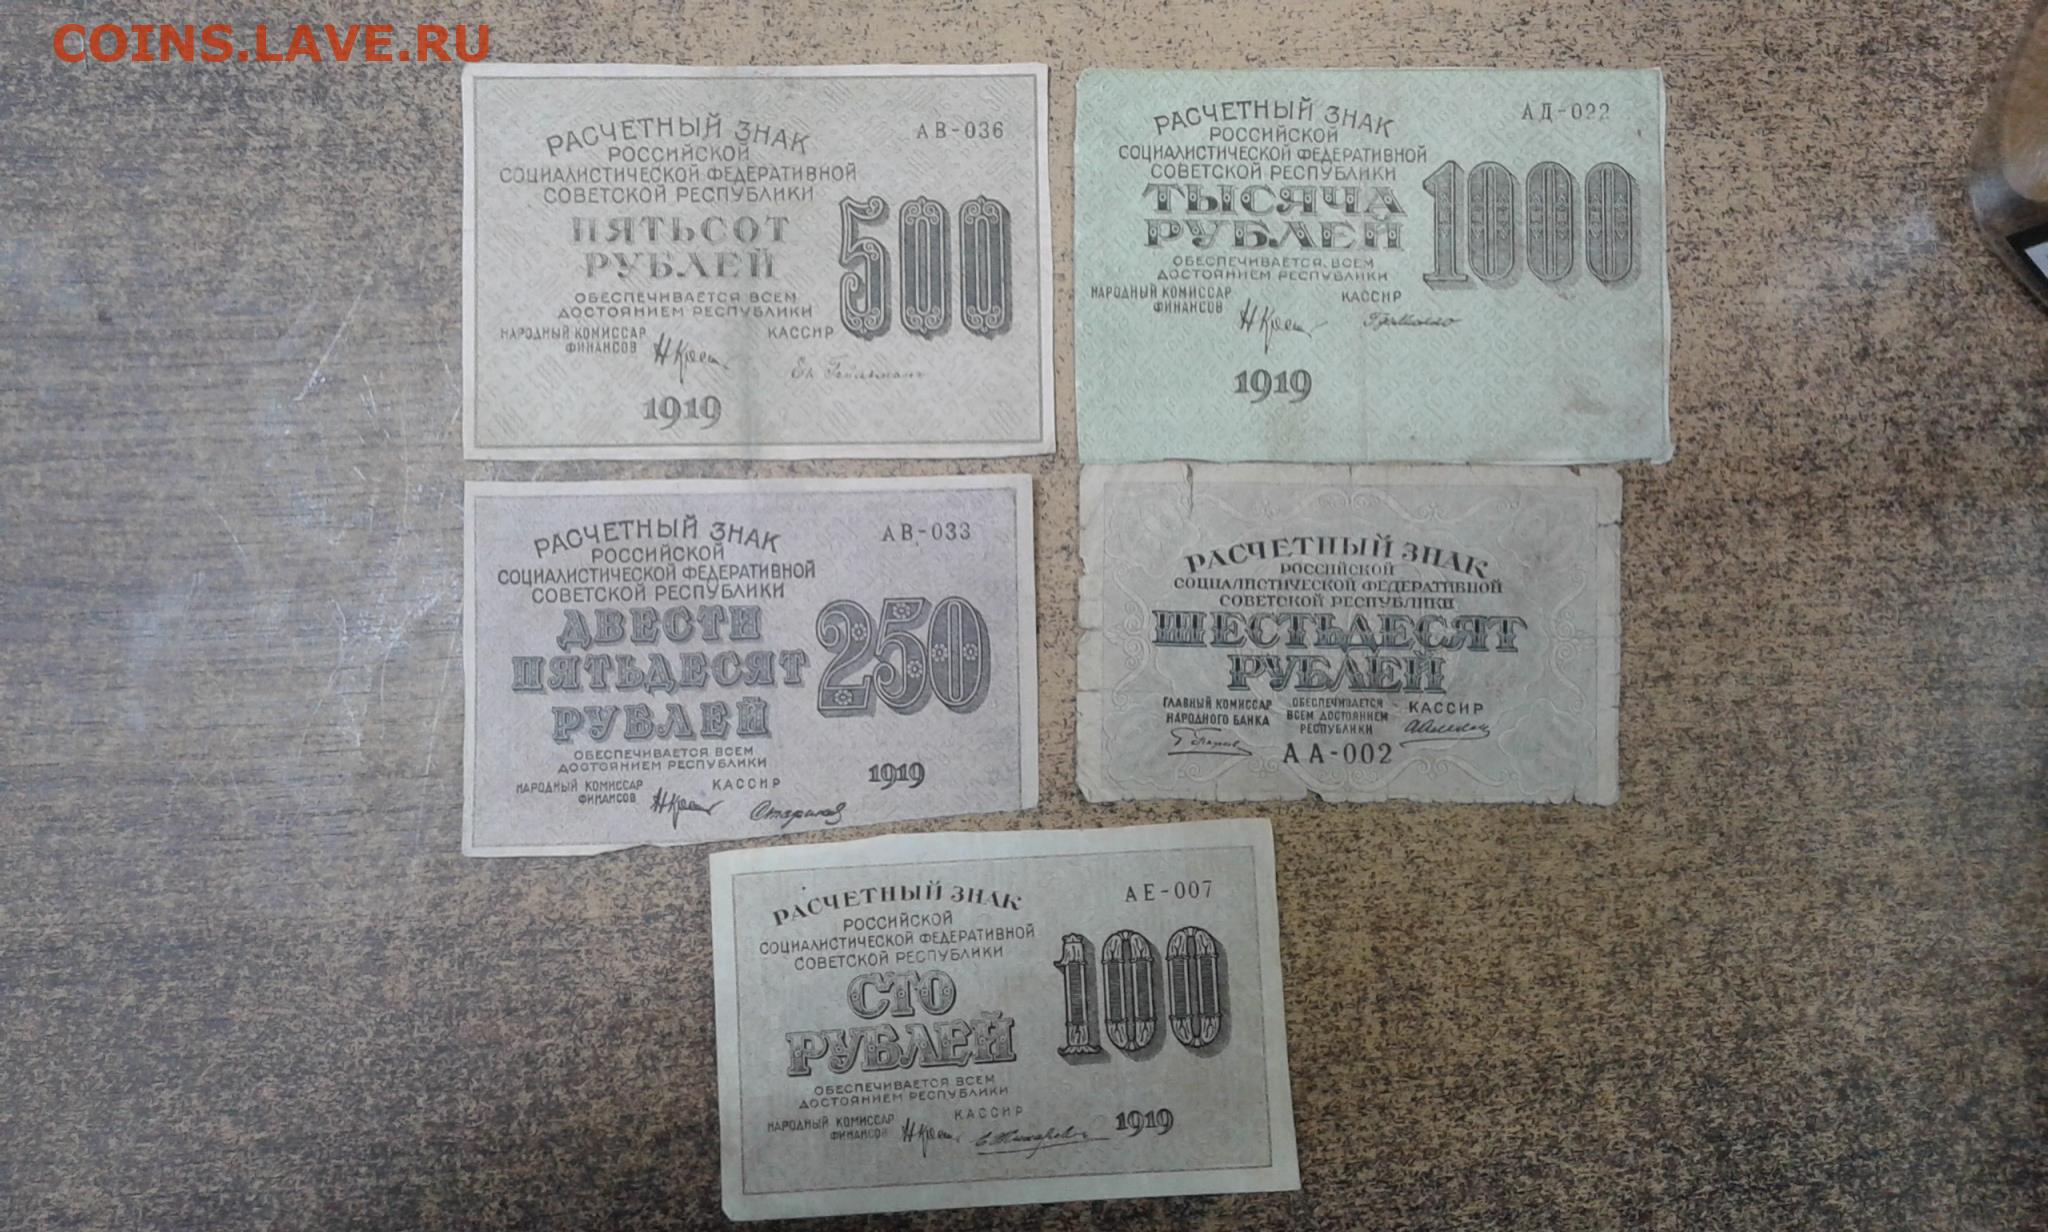 COINS.LAVE.RU
РАСЧЕТНЫЙ ЗНАК
АВ-036
РОССИЙСКОЙ
СОЦИАЛИСТИЧЕСКОЙ ФЕДЕРАТИВНОЙ
СОВЕТСКОЙ РЕСПУБЛИКИ
ПЯТЬСОТ
РУБЛЕЙ
500
ОБЕСПЕЧИВАЕТСЯ ВСЕМ
ДОСТОЯНИЕМ РЕСПУБЛИКИ
НАРОДНЫЙ КОМИССАР
ФИНАНСОВ
КАССИР
1919
РАСЧЕТНЫЙ ЗНАК
АД-022
РОССИЙСКОЙ
СОЦИАЛИСТИЧЕСКОЙ ФЕДЕРАТИВНОЙ
СОВЕТСКОЙ РЕСПУБЛИКИ
ТЫСЯЧА
РУБЛЕЙ
1000
ОБЕСПЕЧИВАЕТСЯ ВСЕМ
ДОСТОЯНИЕМ РЕСПУБЛИКИ
НАРОДНЫЙ КОМИССАР
ФИНАНСОВ
КАССИР
1919
РАСЧЕТНЫЙ ЗНАК
АВ-033
РОССИЙСКОЙ
СОЦИАЛИСТИЧЕСКОЙ ФЕДЕРАТИВНОЙ
СОВЕТСКОЙ РЕСПУБЛИКИ
ДВЕСТИ
ПЯТЬДЕСЯТ
РУБЛЕЙ
250
ОБЕСПЕЧИВАЕТСЯ ВСЕМ
ДОСТОЯНИЕМ РЕСПУБЛИКИ
НАРОДНЫЙ КОМИССАР
ФИНАНСОВ
КАССИР
1919
РАСЧЕТНЫЙ ЗНАК
РОССИЙСКОЙ
СОЦИАЛИСТИЧЕСКОЙ ФЕДЕРАТИВНОЙ
СОВЕТСКОЙ РЕСПУБЛИКИ
ШЕСТЬДЕСЯТ
РУБЛЕЙ
ГЛАВНЫЙ КОМИССАР
НАРОДНОГО БАНКА
ОБЕСПЕЧИВАЕТСЯ
ВСЕМ ДОСТОЯНИЕМ
РЕСПУБЛИКИ
КАССИР
АА-002
РАСЧЕТНЫЙ ЗНАК
АЕ-007
РОССИЙСКОЙ
СОЦИАЛИСТИЧЕСКОЙ ФЕДЕРАТИВНОЙ
СОВЕТСКОЙ РЕСПУБЛИКИ
СТО
РУБЛЕЙ
100
ОБЕСПЕЧИВАЕТСЯ ВСЕМ
ДОСТОЯНИЕМ РЕСПУБЛИКИ
НАРОДНЫЙ КОМИССАР
ФИНАНСОВ
КАССИР
1919